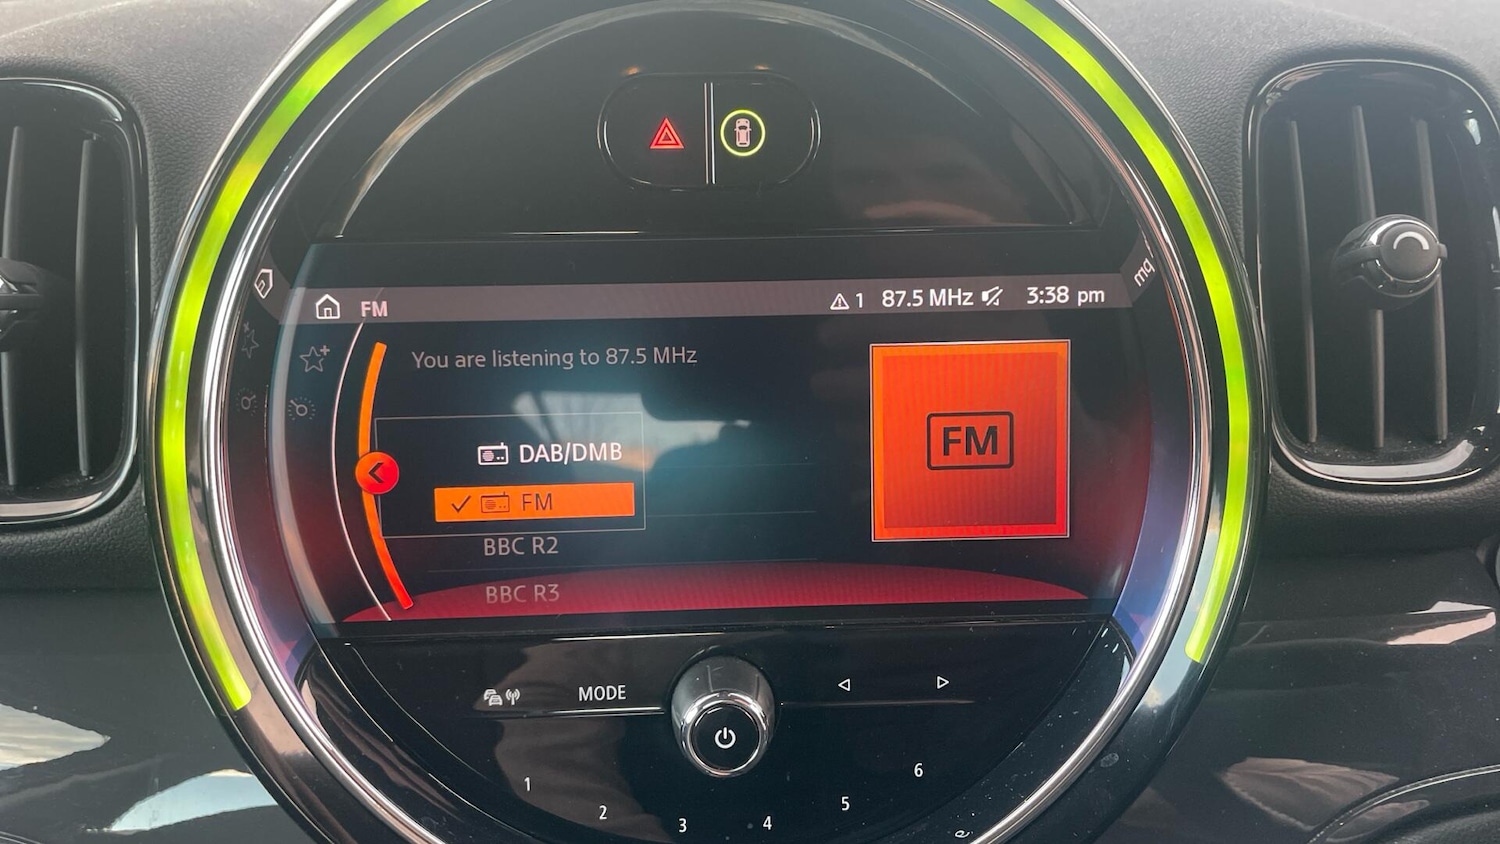 FM 1 87.5 MHz 3:38 pm
You are listening to 87.5 MHz
FM
DAB/DMB
FM
BBC R2
BBC R3
MODE
1 2 3 4 5 6